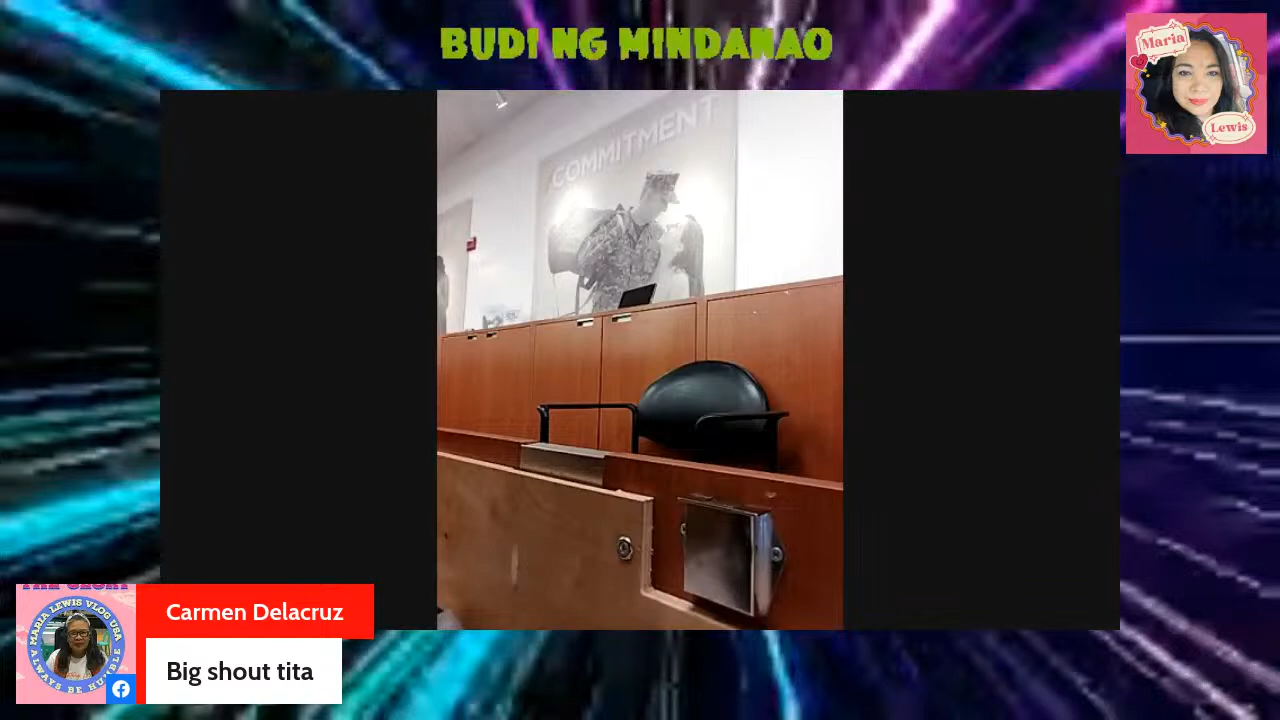 BUDI NG MINDANAO
Maria
Lewis
COMMITMENT
MARIA LEWIS VLOG USA
ALWAYS BE HUMBLE
Carmen Delacruz
Big shout tita